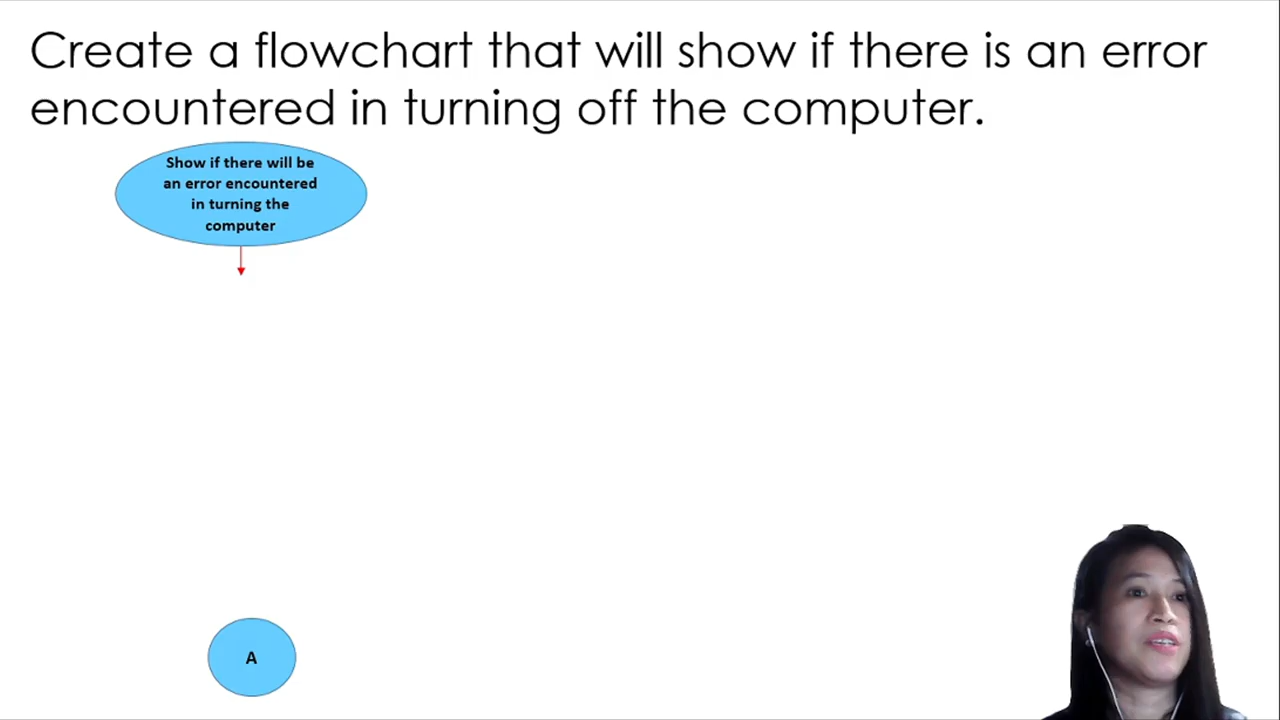 Create a flowchart that will show if there is an error
encountered in turning off the computer.
Show if there will be
an error encountered
in turning the
computer
A